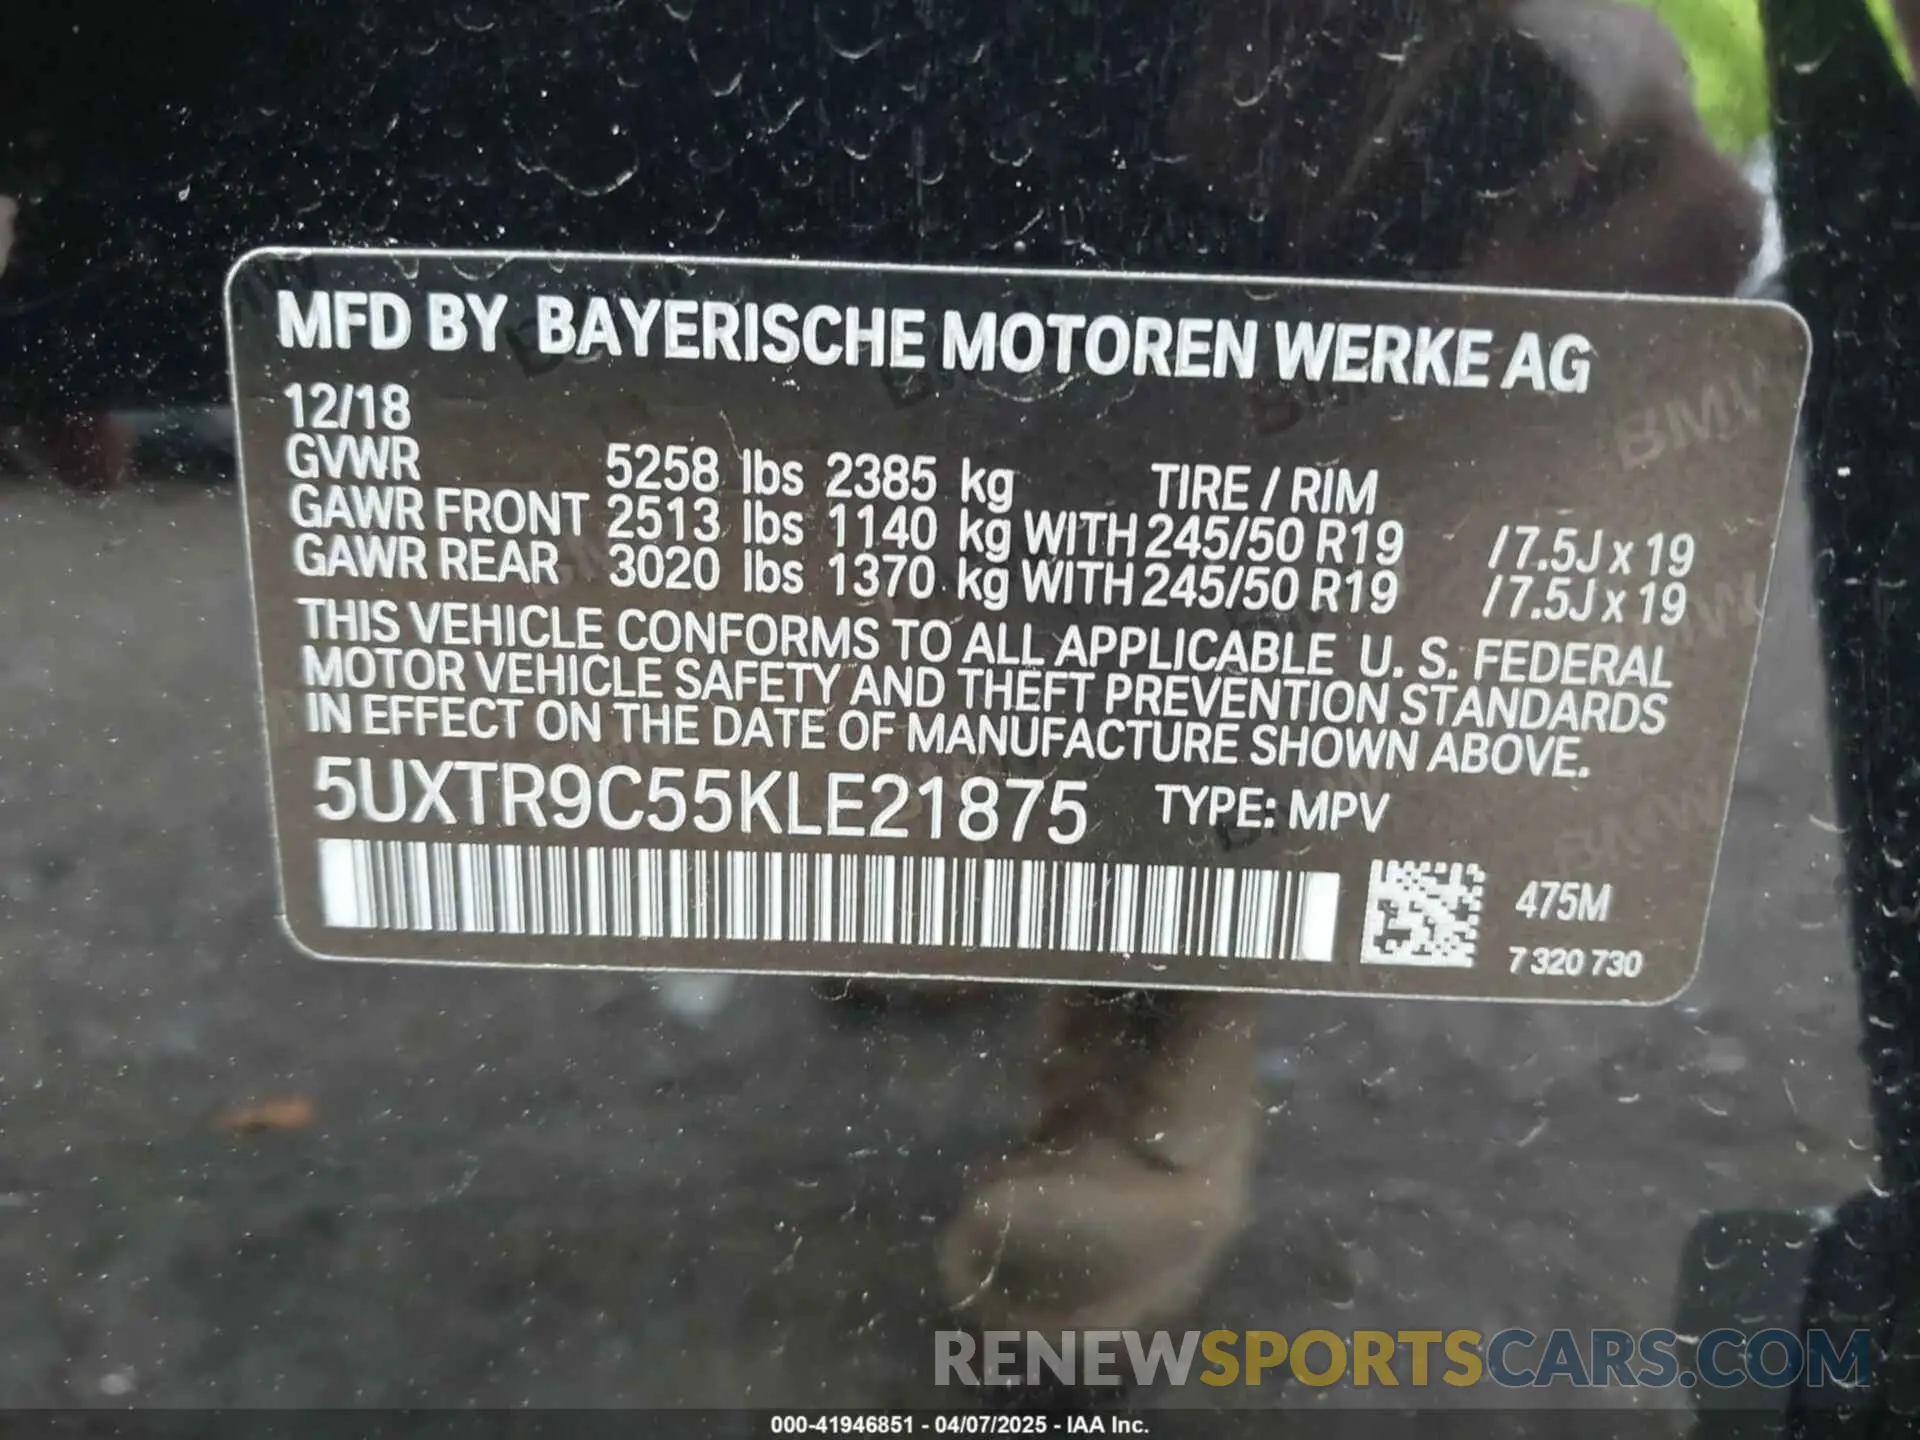 MFD BY BAYERISCHE MOTOREN WERKE AG
12/18
GVWR 5258 lbs 2385 kg TIRE / RIM
GAWR FRONT 2513 lbs 1140 kg WITH 245/50 R19 /7.5J x 19
GAWR REAR 3020 lbs 1370 kg WITH 245/50 R19 /7.5J x 19
THIS VEHICLE CONFORMS TO ALL APPLICABLE U. S. FEDERAL
MOTOR VEHICLE SAFETY AND THEFT PREVENTION STANDARDS
IN EFFECT ON THE DATE OF MANUFACTURE SHOWN ABOVE.
5UXTR9C55KLE21875 TYPE: MPV
475M
7 320 730
RENEWSPORTSCARS.COM
000-41946851 - 04/07/2025 - IAA Inc.